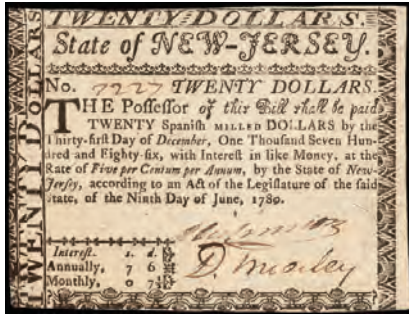 TWENTY DOLLARS.
TWENTY DOLLARS
State of NEW-JERSEY.
No. 7227 TWENTY DOLLARS.
THE Possessor of this Bill shall be paid
TWENTY Spanish MILLED DOLLARS by the
Thirty-first Day of December, One Thousand Seven Hun-
dred and Eighty-six, with Interest in like Money, at the
Rate of Five per Centum per Annum, by the State of New-
Jersey, according to an Act of the Legislature of the said
State, of the Ninth Day of June, 1780.
Interest. s. d.
Annually, 7 6
Monthly, 0 7½